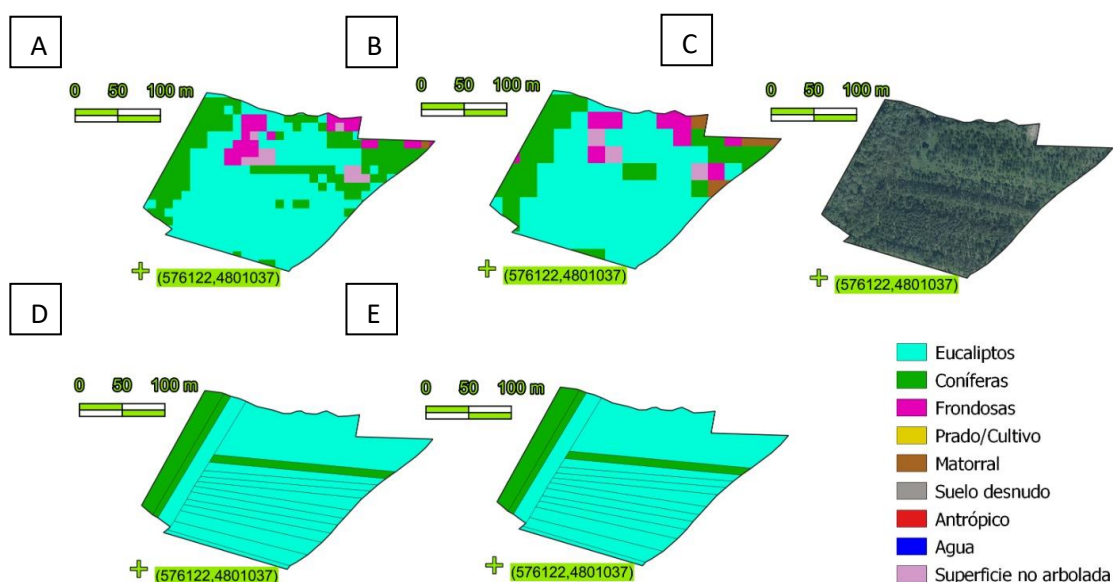 A
B
C
0 50 100 m
0 50 100 m
0 50 100 m
(576122,4801037)
(576122,4801037)
(576122,4801037)
D
E
0 50 100 m
0 50 100 m
(576122,4801037)
(576122,4801037)
Eucaliptos
Coníferas
Frondosas
Prado/Cultivo
Matorral
Suelo desnudo
Antrópico
Agua
Superficie no arbolada